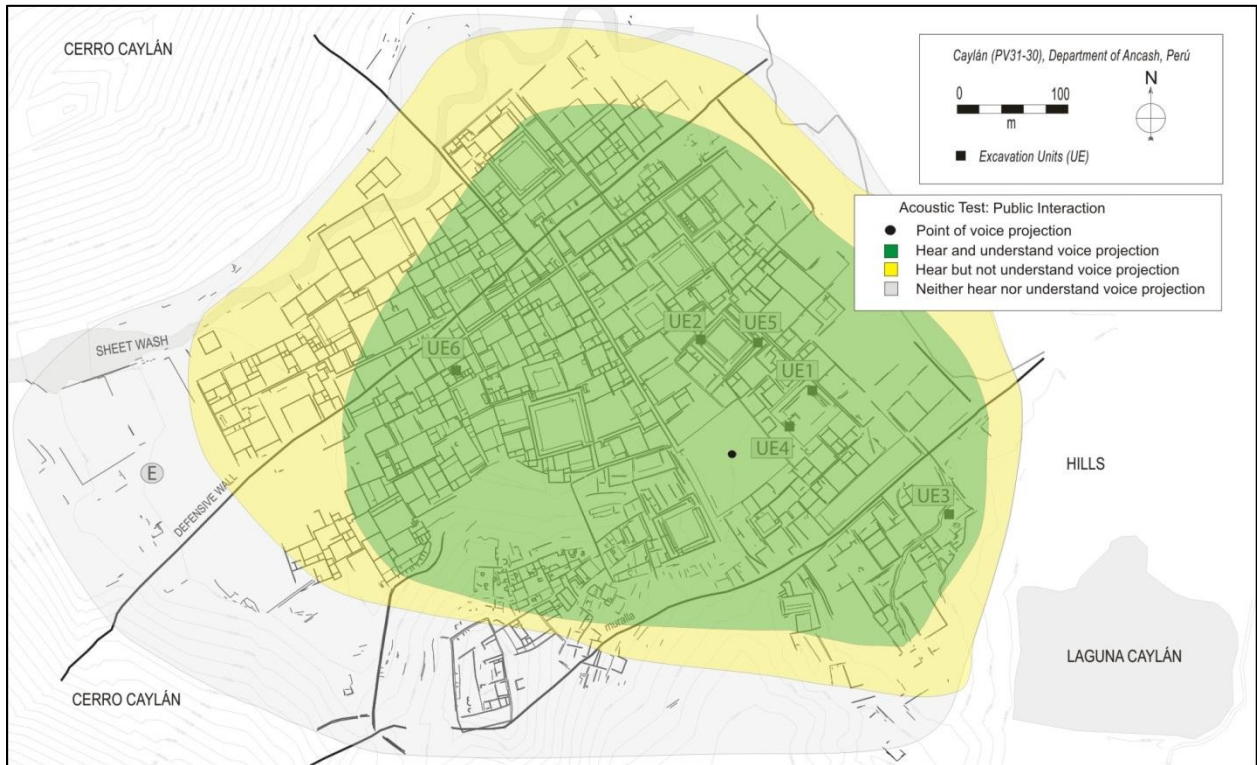 CERRO CAYLÁN
Caylán (PV31-30), Department of Ancash, Perú
0 100
m
N
Excavation Units (UE)
Acoustic Test: Public Interaction
Point of voice projection
Hear and understand voice projection
Hear but not understand voice projection
Neither hear nor understand voice projection
SHEET WASH
UE2
UE5
UE6
UE1
UE4
E
DEFENSIVE WALL
HILLS
UE3
muralla
LAGUNA CAYLÁN
CERRO CAYLÁN